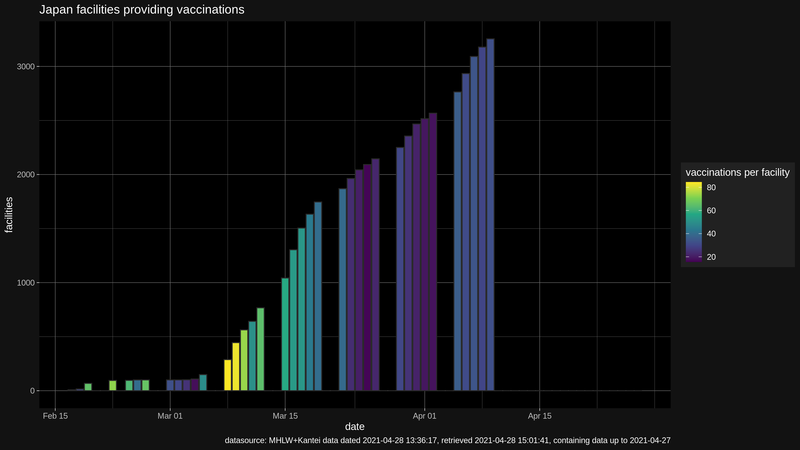 Japan facilities providing vaccinations
facilities
3000
2000
1000
0
Feb 15
Mar 01
Mar 15
Apr 01
Apr 15
date
vaccinations per facility
80
60
40
20
datasource: MHLW+Kantei data dated 2021-04-28 13:36:17, retrieved 2021-04-28 15:01:41, containing data up to 2021-04-27